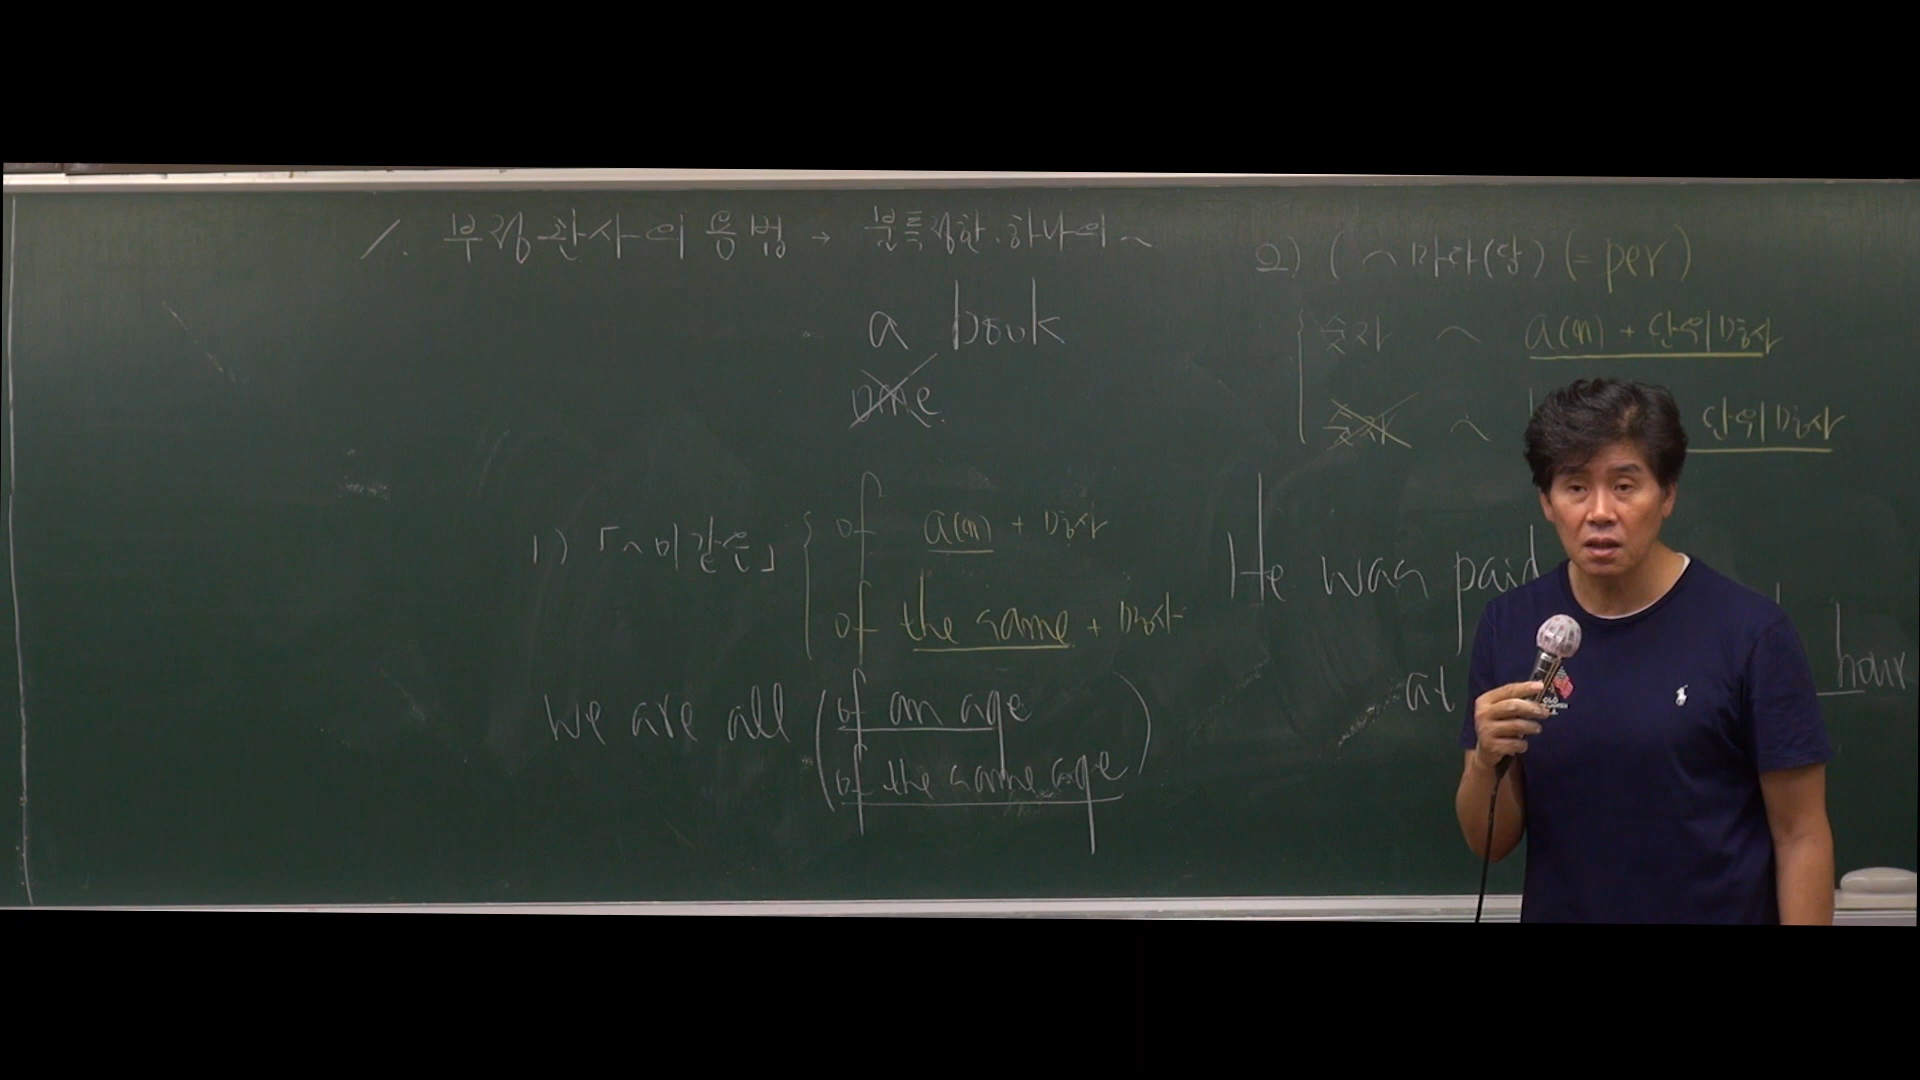 1. 부정관사의 용법 → 불특정한. 하나의 ~
a book
one
1) 「~이 같은」
of a(n) + 명사
of the same + 명사
we are all (of an age
of the same age)
2) ( ~마다(당) (= per)
숫자 ~ a(n) + 단위명사
숫자 ~ 단위명사
He was paid
at hour